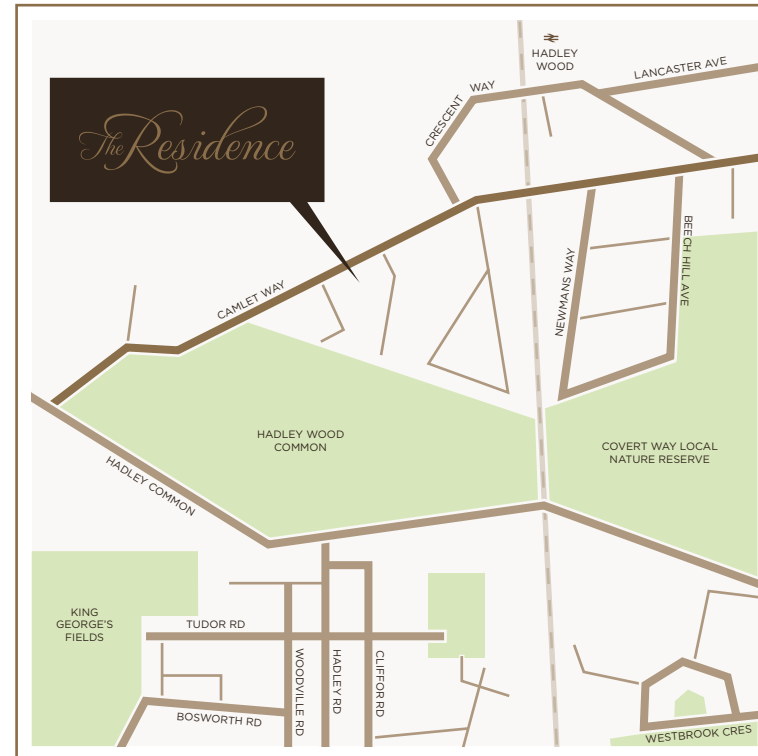 HADLEY
WOOD
LANCASTER AVE
CRESCENT WAY
The Residence
BEECH HILL AVE
NEWMANS WAY
CAMLET WAY
HADLEY WOOD
COMMON
COVERT WAY LOCAL
NATURE RESERVE
HADLEY COMMON
KING
GEORGE'S
FIELDS
TUDOR RD
WOODVILLE RD
HADLEY RD
CLIFFOR RD
BOSWORTH RD
WESTBROOK CRES